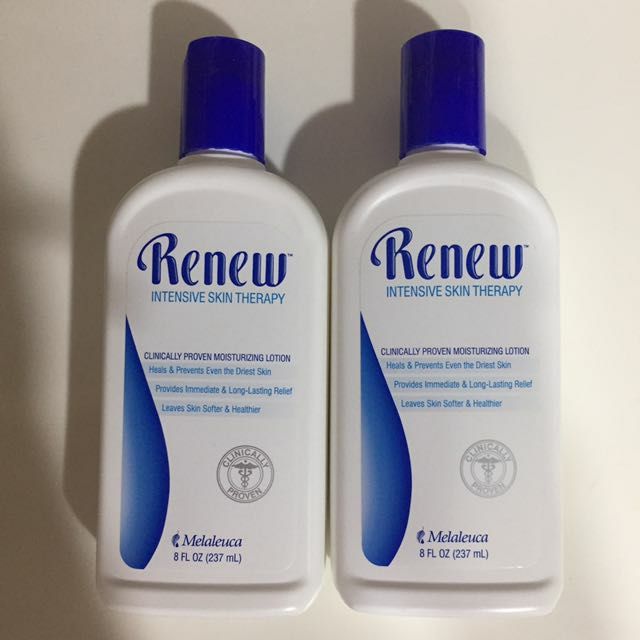 Renew™
INTENSIVE SKIN THERAPY
CLINICALLY PROVEN MOISTURIZING LOTION
Heals & Prevents Even the Driest Skin
Provides Immediate & Long-Lasting Relief
Leaves Skin Softer & Healthier
CLINICALLY
PROVEN
Melaleuca
8 FL OZ (237 mL)
Renew™
INTENSIVE SKIN THERAPY
CLINICALLY PROVEN MOISTURIZING LOTION
Heals & Prevents Even the Driest Skin
Provides Immediate & Long-Lasting Relief
Leaves Skin Softer & Healthier
CLINICALLY
PROVEN
Melaleuca
8 FL OZ (237 mL)